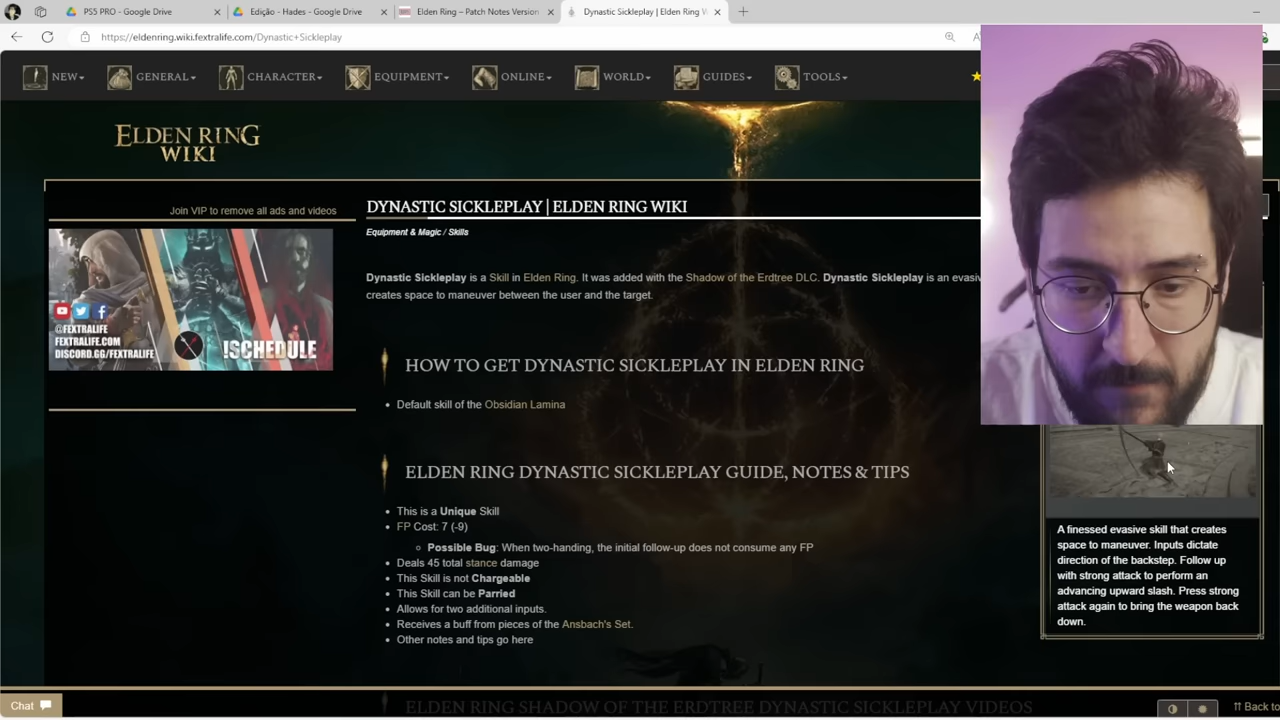 PS5 PRO - Google Drive
Edição - Hades - Google Drive
Elden Ring – Patch Notes Version
Dynastic Sickleplay | Elden Ring W
https://eldenring.wiki.fextralife.com/Dynastic+Sickleplay
NEW
GENERAL
CHARACTER
EQUIPMENT
ONLINE
WORLD
GUIDES
TOOLS
ELDEN RING
WIKI
Join VIP to remove all ads and videos
@FEXTRALIFE
FEXTRALIFE.COM
DISCORD.GG/FEXTRALIFE
!SCHEDULE
DYNASTIC SICKLEPLAY | ELDEN RING WIKI
Equipment & Magic / Skills
Dynastic Sickleplay is a Skill in Elden Ring. It was added with the Shadow of the Erdtree DLC. Dynastic Sickleplay is an evasiv
creates space to maneuver between the user and the target.
HOW TO GET DYNASTIC SICKLEPLAY IN ELDEN RING
Default skill of the Obsidian Lamina
ELDEN RING DYNASTIC SICKLEPLAY GUIDE, NOTES & TIPS
This is a Unique Skill
FP Cost: 7 (-9)
Possible Bug: When two-handing, the initial follow-up does not consume any FP
Deals 45 total stance damage
This Skill is not Chargeable
This Skill can be Parried
Allows for two additional inputs.
Receives a buff from pieces of the Ansbach's Set.
Other notes and tips go here
A finessed evasive skill that creates
space to maneuver. Inputs dictate
direction of the backstep. Follow up
with strong attack to perform an
advancing upward slash. Press strong
attack again to bring the weapon back
down.
ELDEN RING SHADOW OF THE ERDTREE DYNASTIC SICKLEPLAY VIDEOS
Chat
Back to